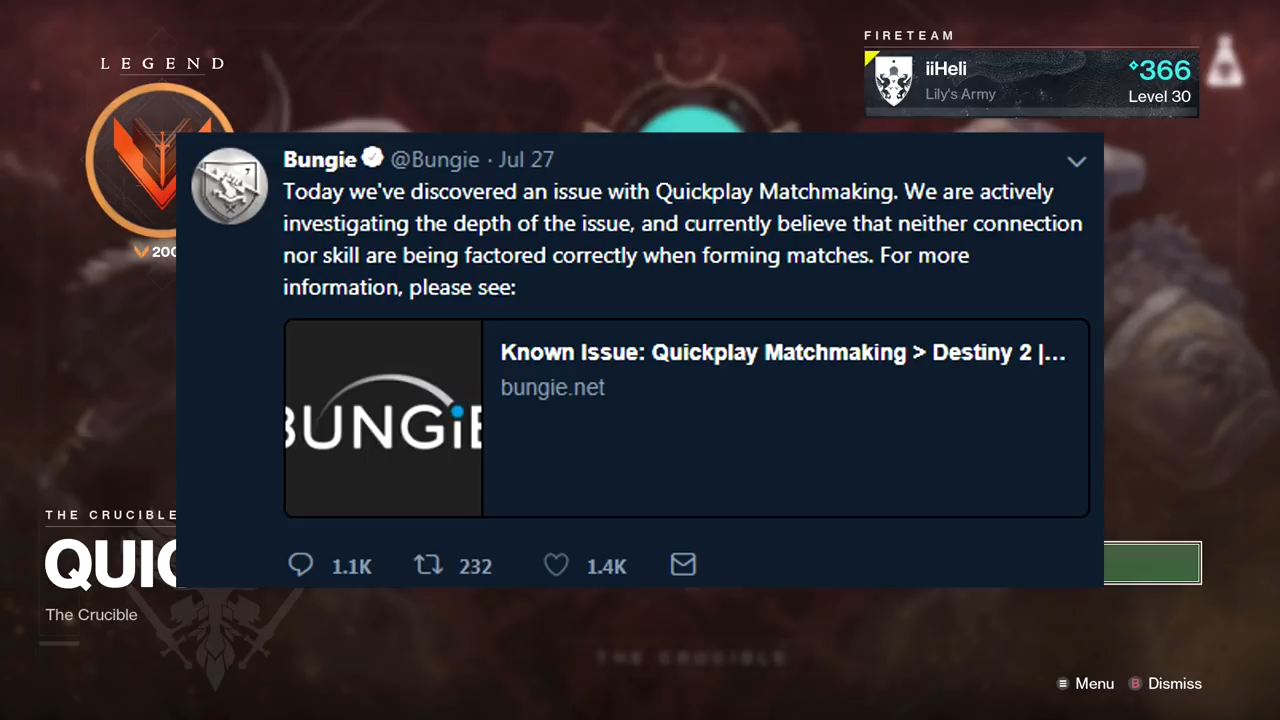 LEGEND
200
FIRETEAM
iiHeli
366
Lily's Army
Level 30
Bungie @Bungie · Jul 27
Today we've discovered an issue with Quickplay Matchmaking. We are actively
investigating the depth of the issue, and currently believe that neither connection
nor skill are being factored correctly when forming matches. For more
information, please see:
BUNGiE
Known Issue: Quickplay Matchmaking > Destiny 2 |...
bungie.net
1.1K 232 1.4K
THE CRUCIBLE
QUIC
The Crucible
THE CRUCIBLE
Menu B Dismiss